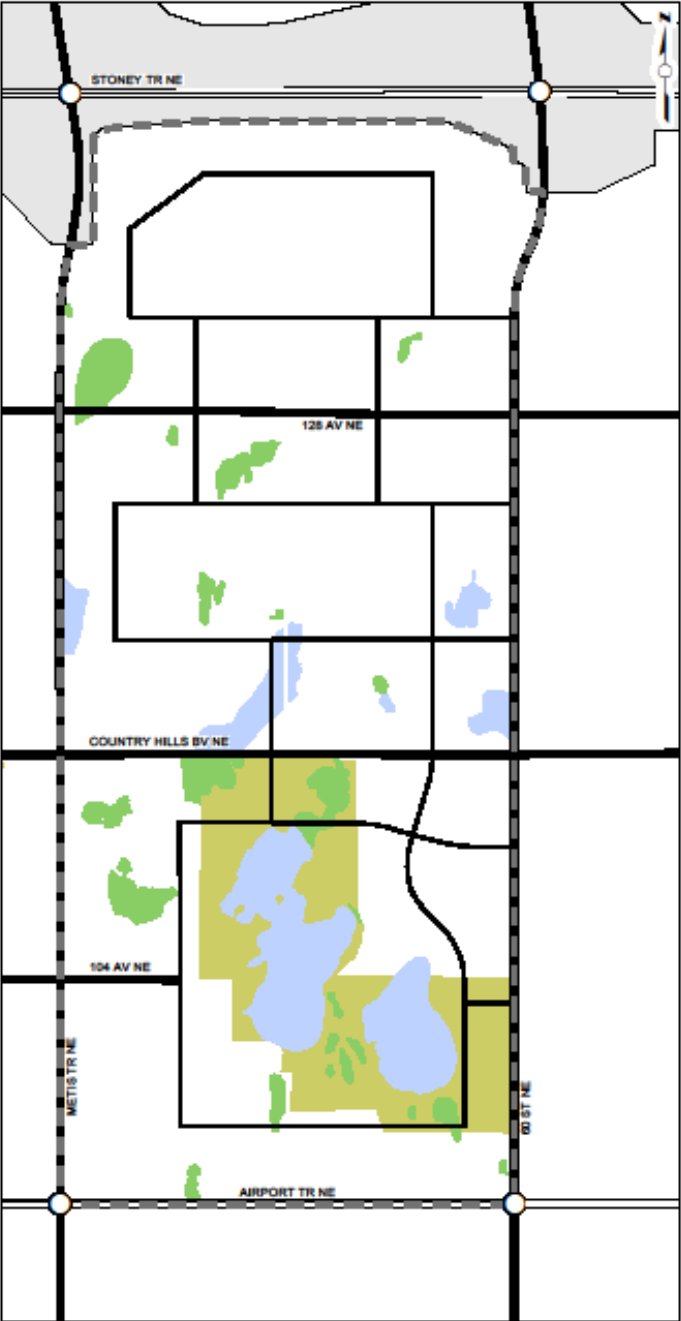 N
STONEY TR NE
128 AV NE
COUNTRY HILLS BV NE
104 AV NE
METIS TR NE
60 ST NE
AIRPORT TR NE